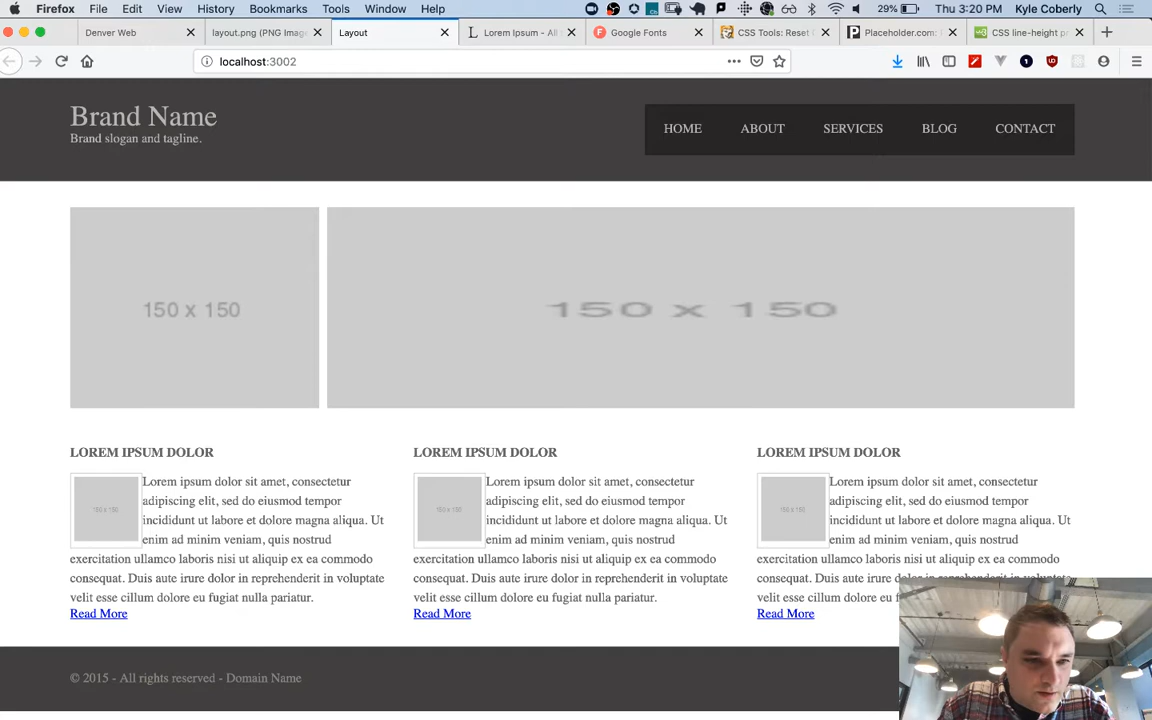 Firefox File Edit View History Bookmarks Tools Window Help 29% Thu 3:20 PM Kyle Coberly
Denver Web
layout.png (PNG Imag
Layout
Lorem Ipsum - All
Google Fonts
CSS Tools: Reset
Placeholder.com:
CSS line-height pr
localhost:3002
Brand Name
Brand slogan and tagline.
HOME ABOUT SERVICES BLOG CONTACT
150 x 150
150 x 150
LOREM IPSUM DOLOR
150 x 150
Lorem ipsum dolor sit amet, consectetur
adipiscing elit, sed do eiusmod tempor
incididunt ut labore et dolore magna aliqua. Ut
enim ad minim veniam, quis nostrud
exercitation ullamco laboris nisi ut aliquip ex ea commodo
consequat. Duis aute irure dolor in reprehenderit in voluptate
velit esse cillum dolore eu fugiat nulla pariatur.
Read More
LOREM IPSUM DOLOR
150 x 150
Lorem ipsum dolor sit amet, consectetur
adipiscing elit, sed do eiusmod tempor
incididunt ut labore et dolore magna aliqua. Ut
enim ad minim veniam, quis nostrud
exercitation ullamco laboris nisi ut aliquip ex ea commodo
consequat. Duis aute irure dolor in reprehenderit in voluptate
velit esse cillum dolore eu fugiat nulla pariatur.
Read More
LOREM IPSUM DOLOR
150 x 150
Lorem ipsum dolor sit amet, consectetur
adipiscing elit, sed do eiusmod tempor
incididunt ut labore et dolore magna aliqua. Ut
enim ad minim veniam, quis nostrud
exercitation ullamco laboris nisi ut aliquip ex ea commodo
consequat. Duis aute irure
velit esse cillum dolore eu f
Read More
© 2015 - All rights reserved - Domain Name